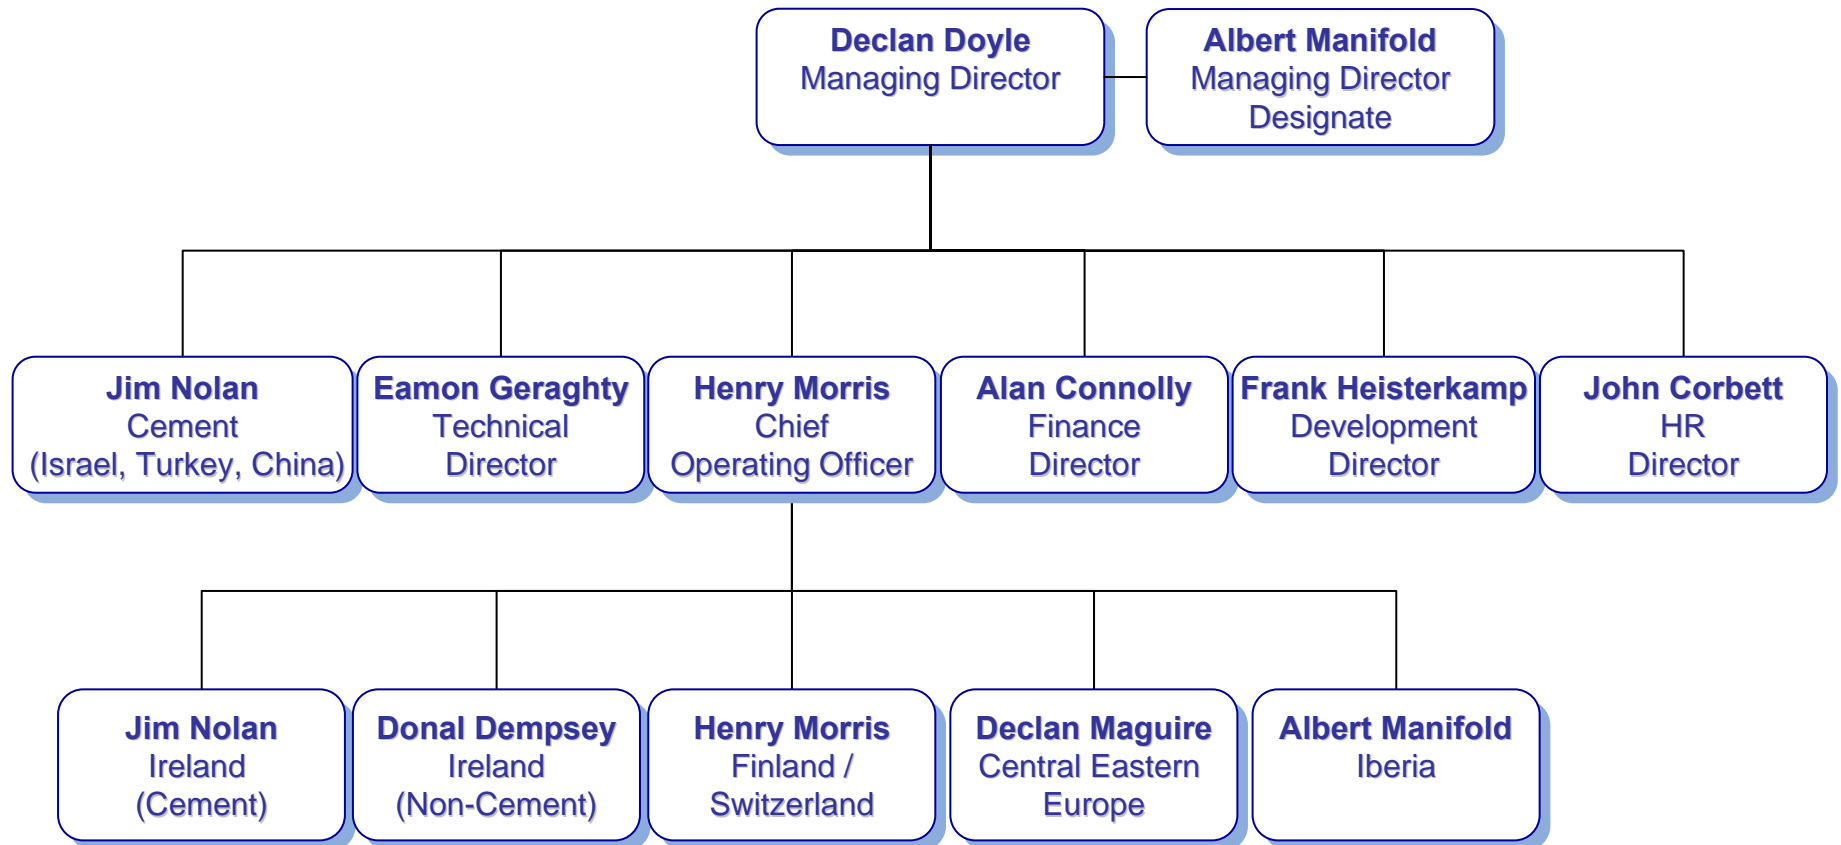 Declan Doyle
Managing Director
Albert Manifold
Managing Director
Designate
Jim Nolan
Cement
(Israel, Turkey, China)
Eamon Geraghty
Technical
Director
Henry Morris
Chief
Operating Officer
Alan Connolly
Finance
Director
Frank Heisterkamp
Development
Director
John Corbett
HR
Director
Jim Nolan
Ireland
(Cement)
Donal Dempsey
Ireland
(Non-Cement)
Henry Morris
Finland /
Switzerland
Declan Maguire
Central Eastern
Europe
Albert Manifold
Iberia